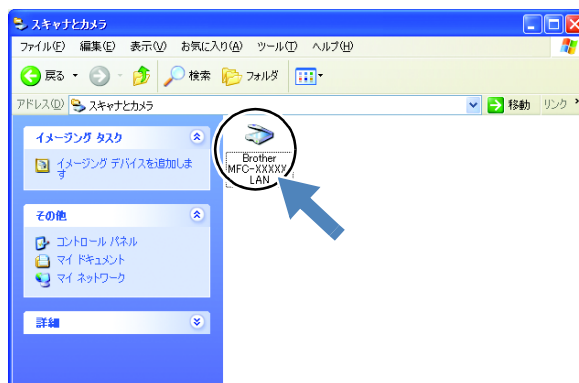 スキャナとカメラ
ファイル(F) 編集(E) 表示(V) お気に入り(A) ツール(T) ヘルプ(H)
戻る 検索 フォルダ
アドレス(D) スキャナとカメラ 移動 リンク »
イメージング タスク
イメージング デバイスを追加しま
す
Brother
MFC-XXXXX
LAN
その他
コントロール パネル
マイ ドキュメント
マイ ネットワーク
詳細